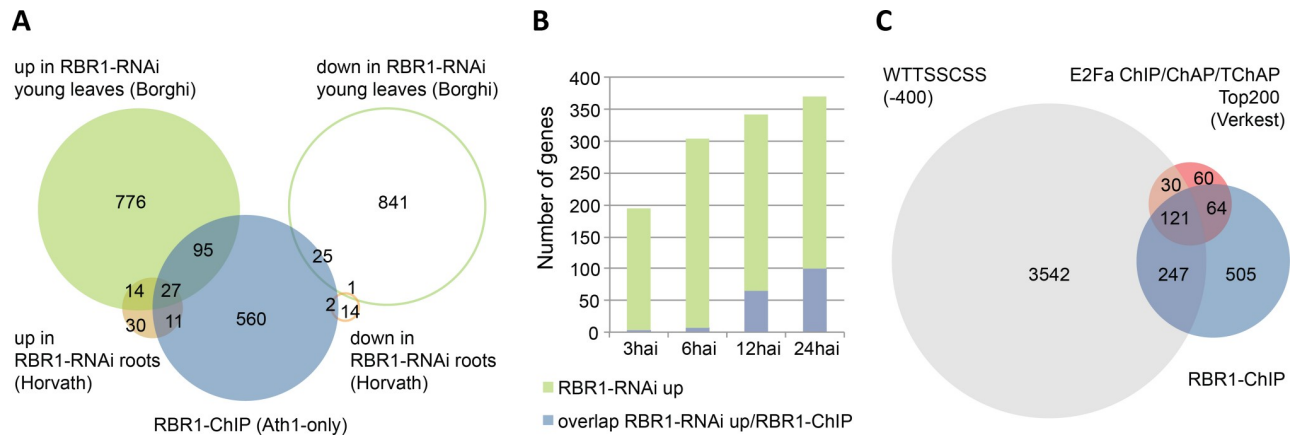 A
up in RBR1-RNAi
young leaves (Borghi)
down in RBR1-RNAi
young leaves (Borghi)
776
841
95
25
14
27
1
2
14
30
11
560
up in
RBR1-RNAi roots
(Horvath)
down in
RBR1-RNAi roots
(Horvath)
RBR1-ChIP (Ath1-only)
B
Number of genes
400
350
300
250
200
150
100
50
0
3hai 6hai 12hai 24hai
RBR1-RNAi up
overlap RBR1-RNAi up/RBR1-ChIP
C
WTTSSCSS
(-400)
E2Fa ChIP/ChAP/TChAP
Top200
(Verkest)
30
60
121
64
3542
247
505
RBR1-ChIP